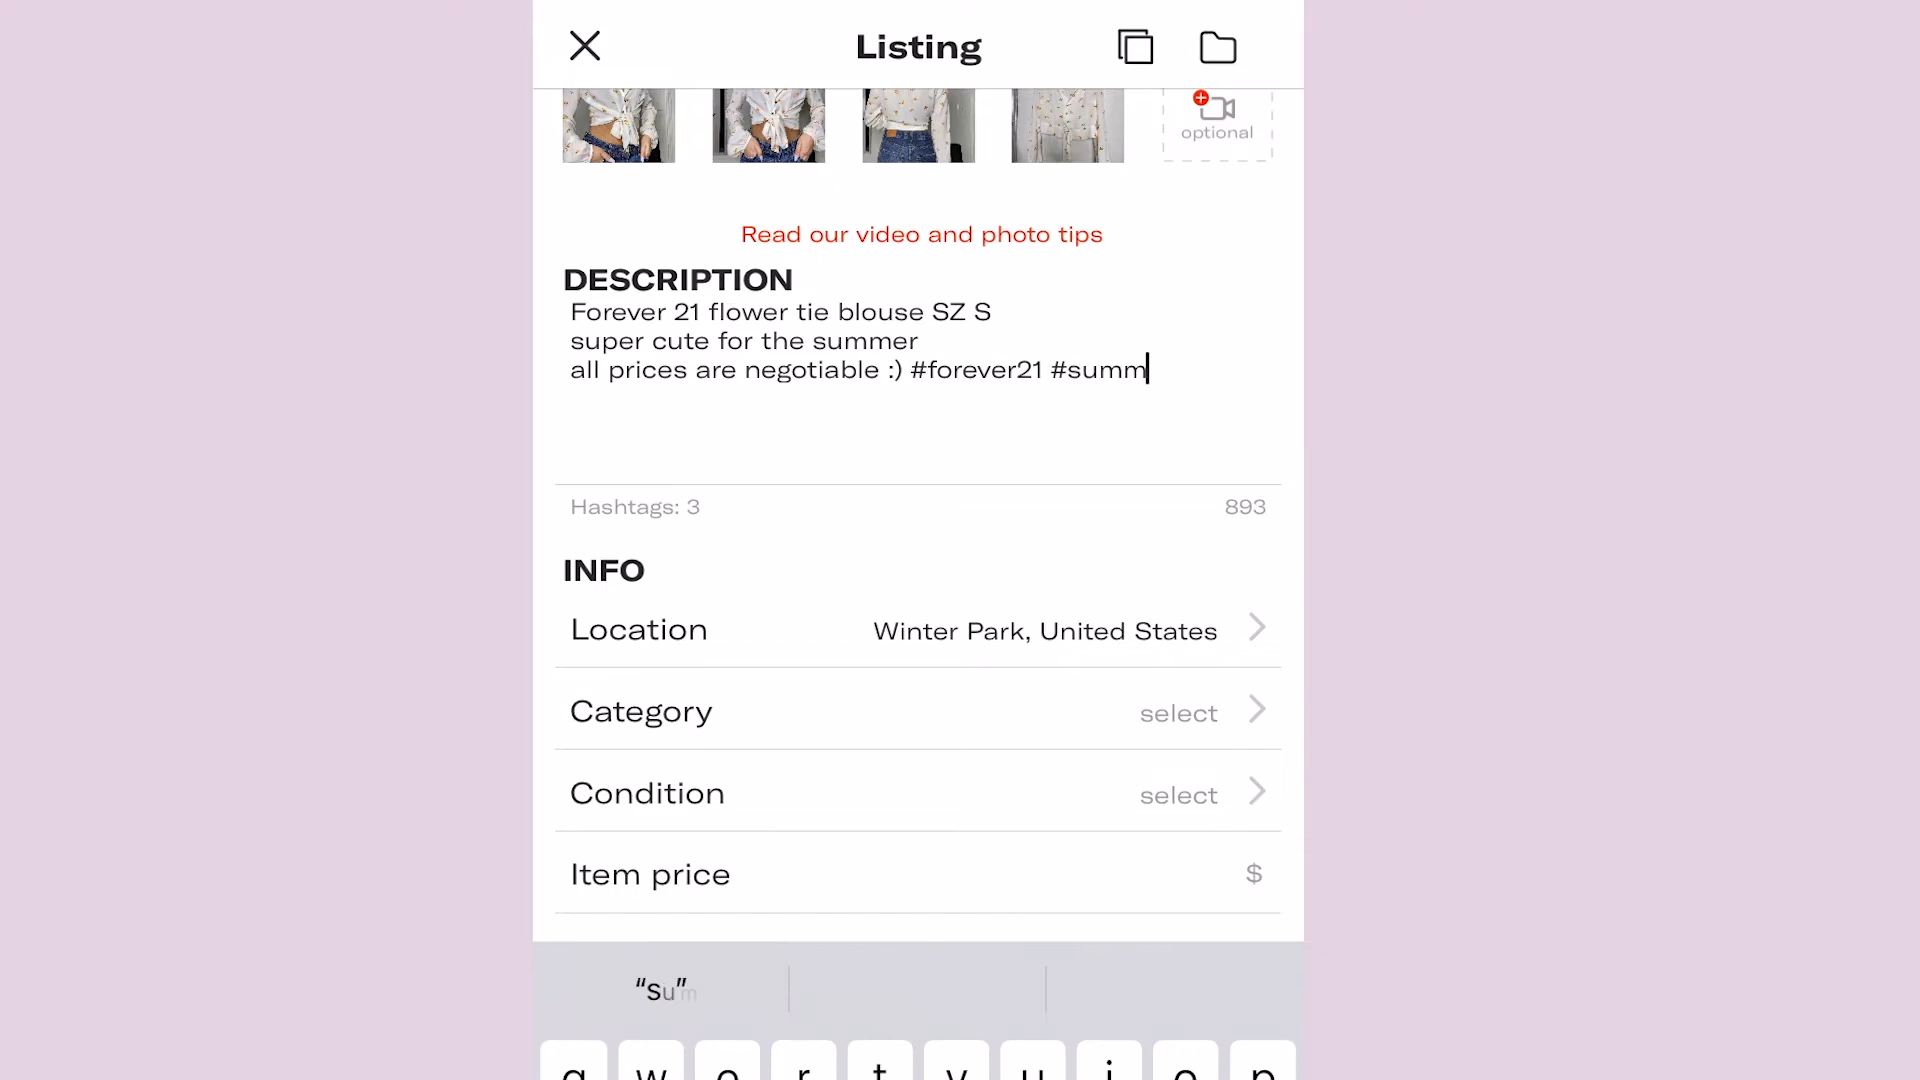 Listing
optional
Read our video and photo tips
DESCRIPTION
Forever 21 flower tie blouse SZ S
super cute for the summer
all prices are negotiable :) #forever21 #summ
Hashtags: 3 893
INFO
Location Winter Park, United States
Category select
Condition select
Item price $
q w e r t y u i o p